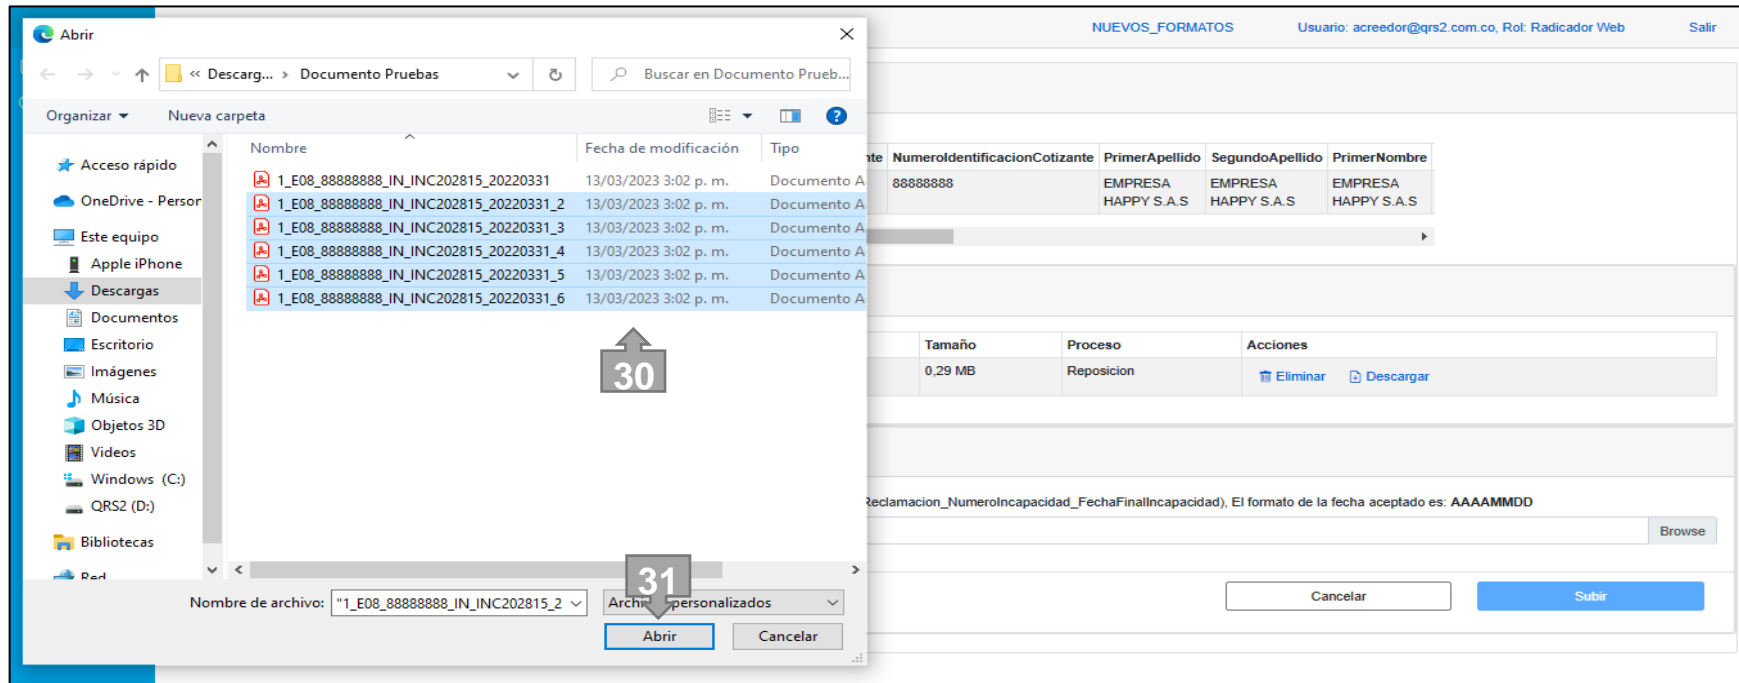 Abrir
NUEVOS_FORMATOS
Usuario: acreedor@qrs2.com.co, Rol: Radicador Web
Salir
« Descarg... › Documento Pruebas
Buscar en Documento Prueb...
Organizar
Nueva carpeta
Nombre
Fecha de modificación
Tipo
Acceso rápido
OneDrive - Person
Este equipo
Apple iPhone
Descargas
Documentos
Escritorio
Imágenes
Música
Objetos 3D
Videos
Windows (C:)
QRS2 (D:)
Bibliotecas
Red
1_E08_88888888_IN_INC202815_20220331 13/03/2023 3:02 p. m. Documento A
1_E08_88888888_IN_INC202815_20220331_2 13/03/2023 3:02 p. m. Documento A
1_E08_88888888_IN_INC202815_20220331_3 13/03/2023 3:02 p. m. Documento A
1_E08_88888888_IN_INC202815_20220331_4 13/03/2023 3:02 p. m. Documento A
1_E08_88888888_IN_INC202815_20220331_5 13/03/2023 3:02 p. m. Documento A
1_E08_88888888_IN_INC202815_20220331_6 13/03/2023 3:02 p. m. Documento A
30
31
Nombre de archivo: "1_E08_88888888_IN_INC202815_2
personalizados
Abrir
Cancelar
nte NumeroIdentificacionCotizante PrimerApellido SegundoApellido PrimerNombre
88888888 EMPRESA EMPRESA EMPRESA
HAPPY S.A.S HAPPY S.A.S HAPPY S.A.S
Tamaño Proceso Acciones
0,29 MB Reposicion Eliminar Descargar
Reclamacion_NumeroIncapacidad_FechaFinalIncapacidad), El formato de la fecha aceptado es: AAAAMMDD
Browse
Cancelar
Subir